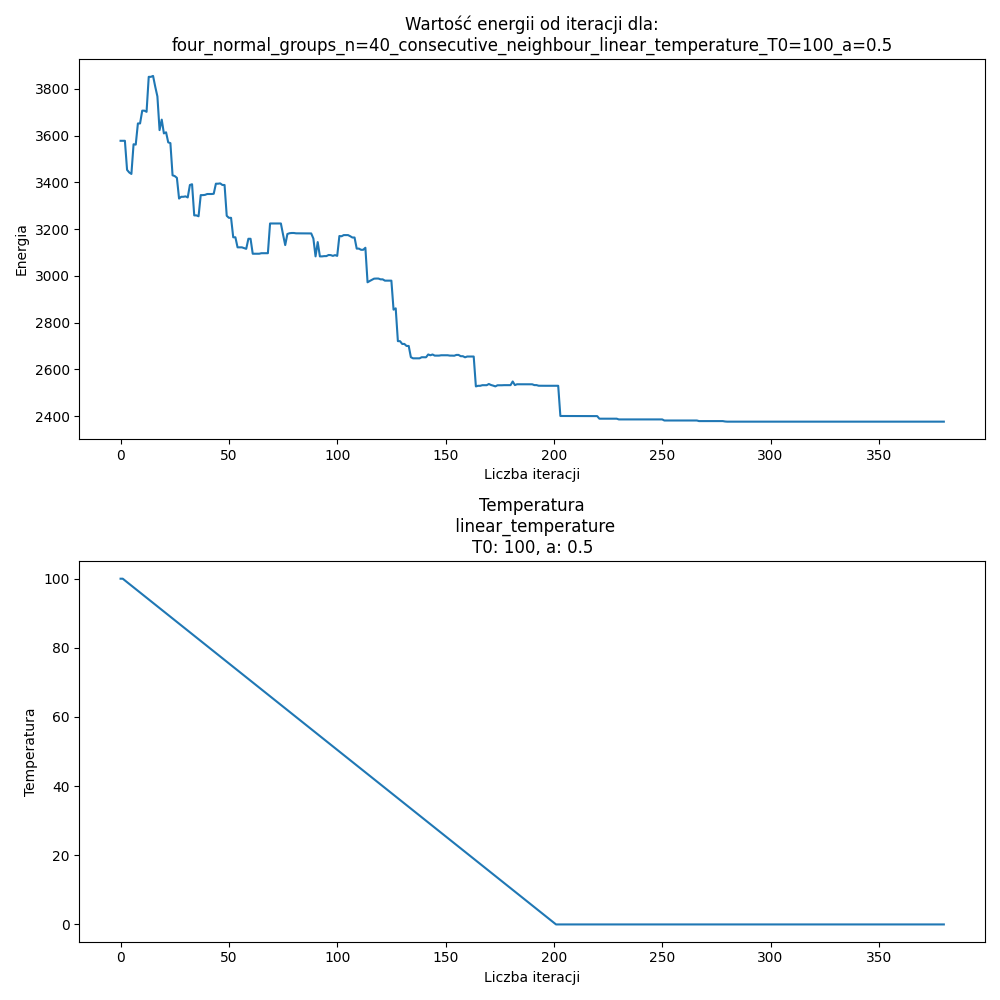 Wartość energii od iteracji dla:
four_normal_groups_n=40_consecutive_neighbour_linear_temperature_T0=100_a=0.5
3800
3600
3400
3200
3000
2800
2600
2400
Energia
0 50 100 150 200 250 300 350
Liczba iteracji
Temperatura
linear_temperature
T0: 100, a: 0.5
100
80
60
40
20
0
Temperatura
0 50 100 150 200 250 300 350
Liczba iteracji